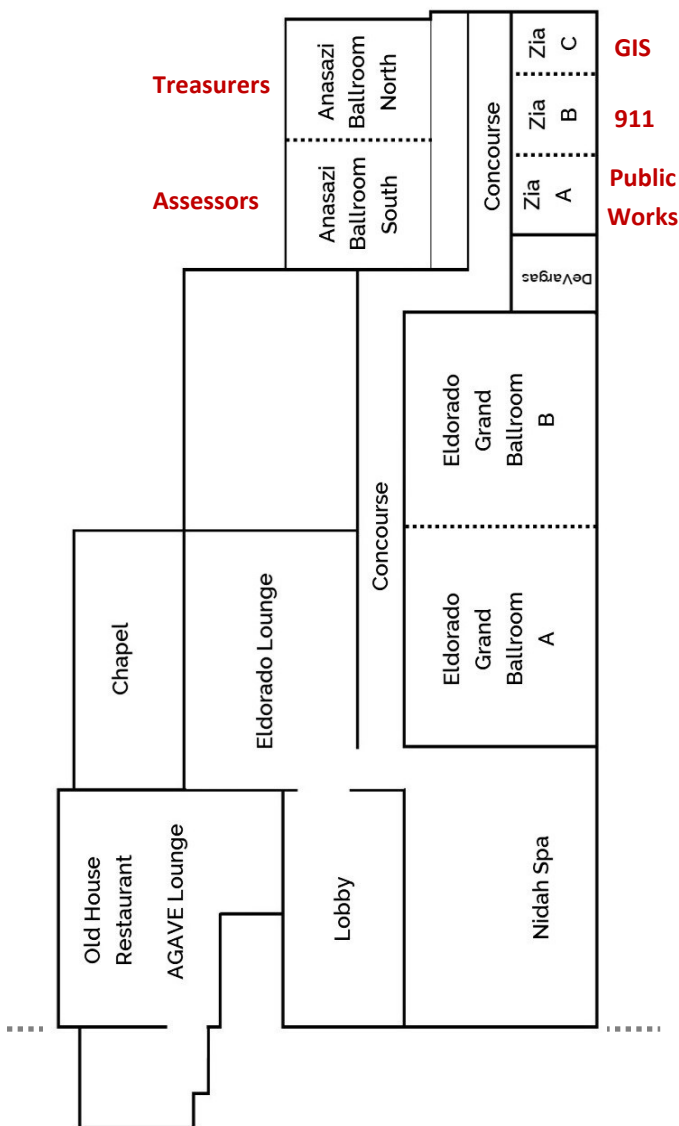 Treasurers
Anasazi
Ballroom
North
Concourse
Zia
C
GIS
Zia
B
911
Assessors
Anasazi
Ballroom
South
Zia
A
Public
Works
DeVargas
Eldorado
Grand
Ballroom
B
Concourse
Chapel
Eldorado Lounge
Eldorado
Grand
Ballroom
A
Old House
Restaurant
AGAVE Lounge
Lobby
Nidah Spa